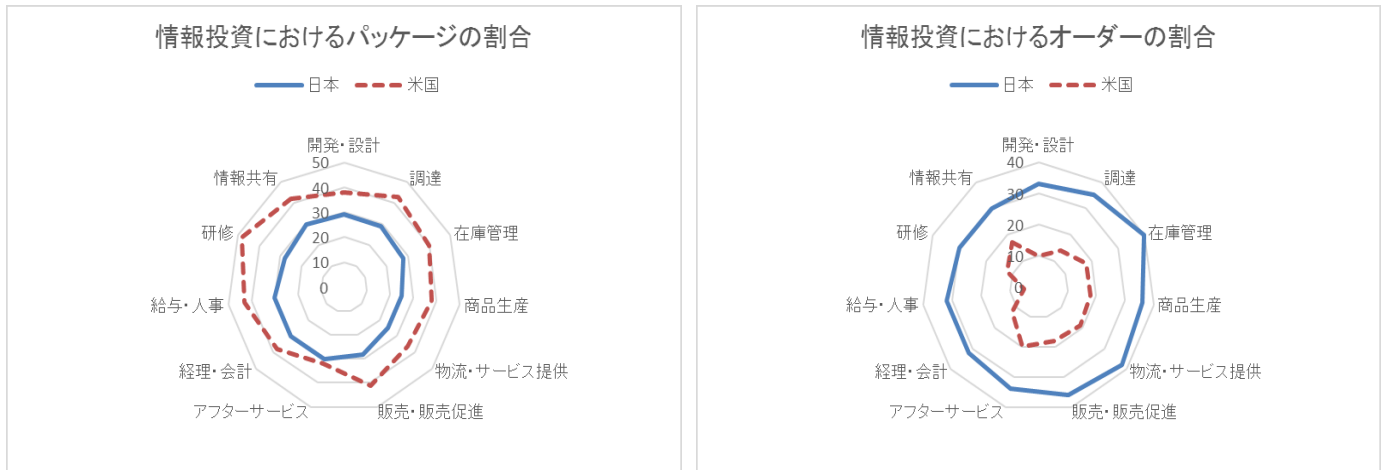 情報投資におけるパッケージの割合
日本 米国
開発・設計
調達
在庫管理
商品生産
物流・サービス提供
販売・販売促進
アフターサービス
経理・会計
給与・人事
研修
情報共有
50
40
30
20
10
0
情報投資におけるオーダーの割合
日本 米国
開発・設計
調達
在庫管理
商品生産
物流・サービス提供
販売・販売促進
アフターサービス
経理・会計
給与・人事
研修
情報共有
40
30
20
10
0